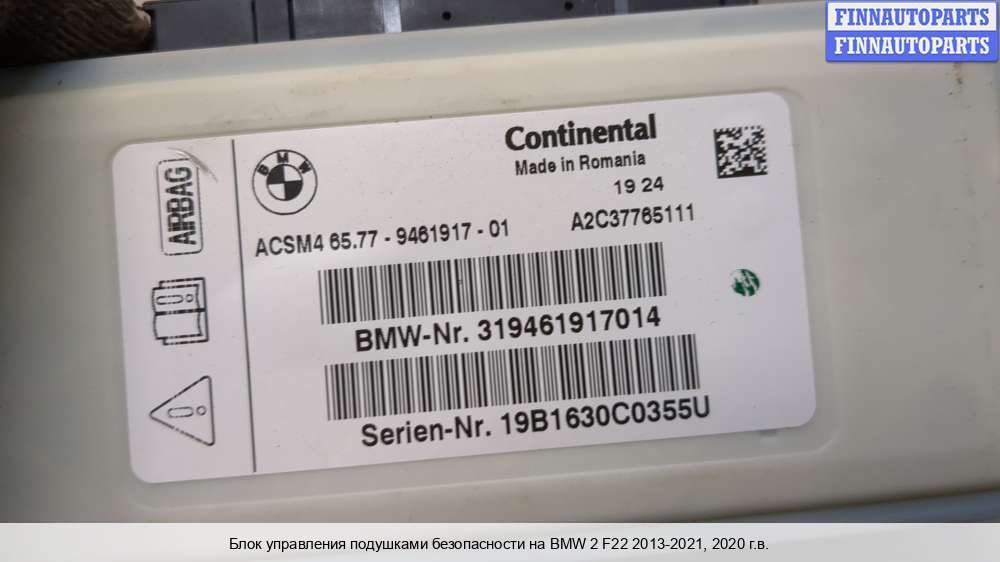 FINNAUTOPARTS
FINNAUTOPARTS
Continental
Made in Romania
19 24
AIRBAG
BMW
ACSM4 65.77 - 9461917 - 01
A2C37765111
BMW-Nr. 319461917014
Serien-Nr. 19B1630C0355U
Блок управления подушками безопасности на BMW 2 F22 2013-2021, 2020 г.в.